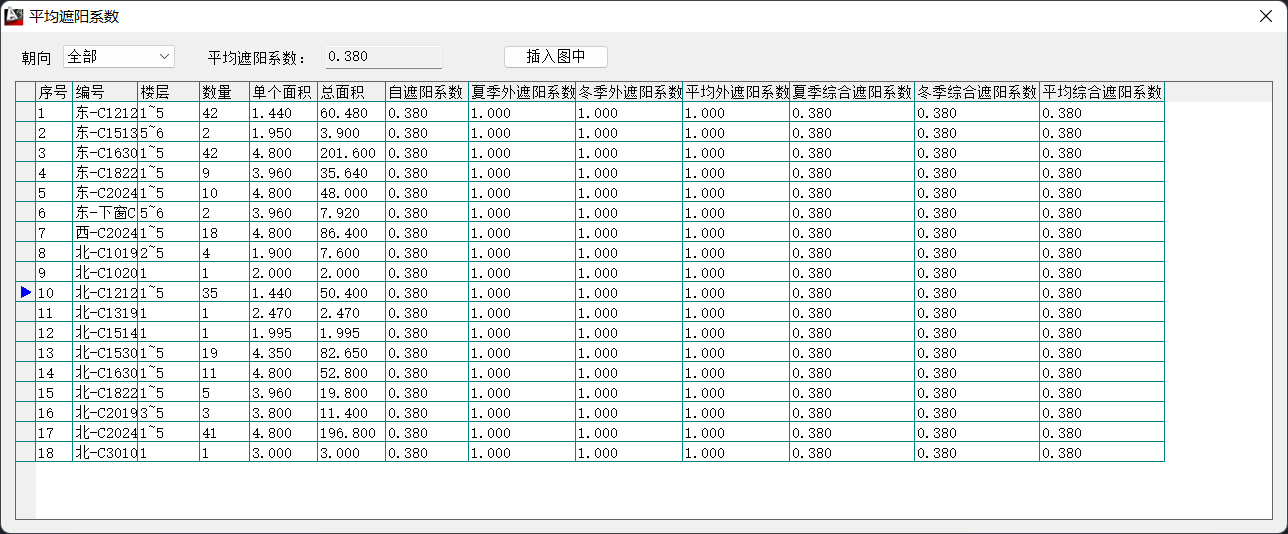 平均遮阳系数
朝向 全部 平均遮阳系数： 0.380 插入图中
序号 编号 楼层 数量 单个面积 总面积 自遮阳系数 夏季外遮阳系数 冬季外遮阳系数 平均外遮阳系数 夏季综合遮阳系数 冬季综合遮阳系数 平均综合遮阳系数
1 东-C1212 1~5 42 1.440 60.480 0.380 1.000 1.000 1.000 0.380 0.380 0.380
2 东-C1513 5~6 2 1.950 3.900 0.380 1.000 1.000 1.000 0.380 0.380 0.380
3 东-C1630 1~5 42 4.800 201.600 0.380 1.000 1.000 1.000 0.380 0.380 0.380
4 东-C1822 1~5 9 3.960 35.640 0.380 1.000 1.000 1.000 0.380 0.380 0.380
5 东-C2024 1~5 10 4.800 48.000 0.380 1.000 1.000 1.000 0.380 0.380 0.380
6 东-下窗C 5~6 2 3.960 7.920 0.380 1.000 1.000 1.000 0.380 0.380 0.380
7 西-C2024 1~5 18 4.800 86.400 0.380 1.000 1.000 1.000 0.380 0.380 0.380
8 北-C1019 2~5 4 1.900 7.600 0.380 1.000 1.000 1.000 0.380 0.380 0.380
9 北-C1020 1 1 2.000 2.000 0.380 1.000 1.000 1.000 0.380 0.380 0.380
10 北-C1212 1~5 35 1.440 50.400 0.380 1.000 1.000 1.000 0.380 0.380 0.380
11 北-C1319 1 1 2.470 2.470 0.380 1.000 1.000 1.000 0.380 0.380 0.380
12 北-C1514 1 1 1.995 1.995 0.380 1.000 1.000 1.000 0.380 0.380 0.380
13 北-C1530 1~5 19 4.350 82.650 0.380 1.000 1.000 1.000 0.380 0.380 0.380
14 北-C1630 1~5 11 4.800 52.800 0.380 1.000 1.000 1.000 0.380 0.380 0.380
15 北-C1822 1~5 5 3.960 19.800 0.380 1.000 1.000 1.000 0.380 0.380 0.380
16 北-C2019 3~5 3 3.800 11.400 0.380 1.000 1.000 1.000 0.380 0.380 0.380
17 北-C2024 1~5 41 4.800 196.800 0.380 1.000 1.000 1.000 0.380 0.380 0.380
18 北-C3010 1 1 3.000 3.000 0.380 1.000 1.000 1.000 0.380 0.380 0.380